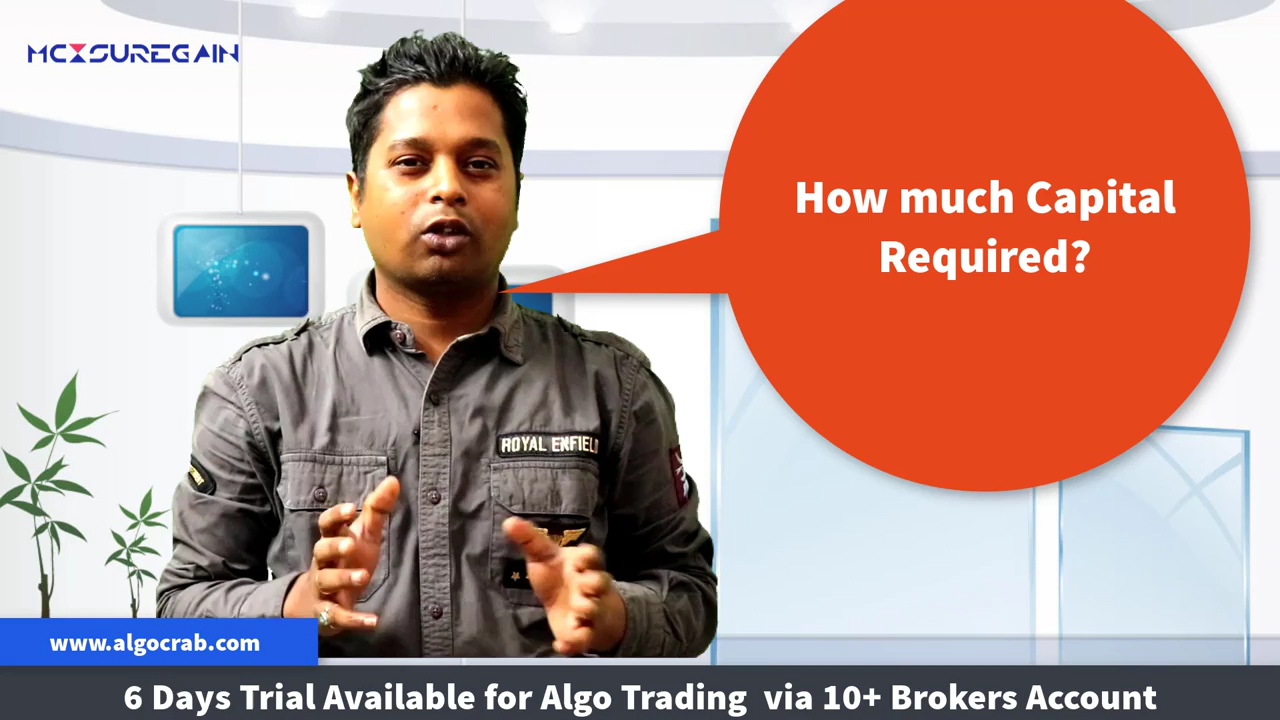 MCXSUREGAIN
How much Capital
Required?
ROYAL ENFIELD
www.algocrab.com
6 Days Trial Available for Algo Trading via 10+ Brokers Account